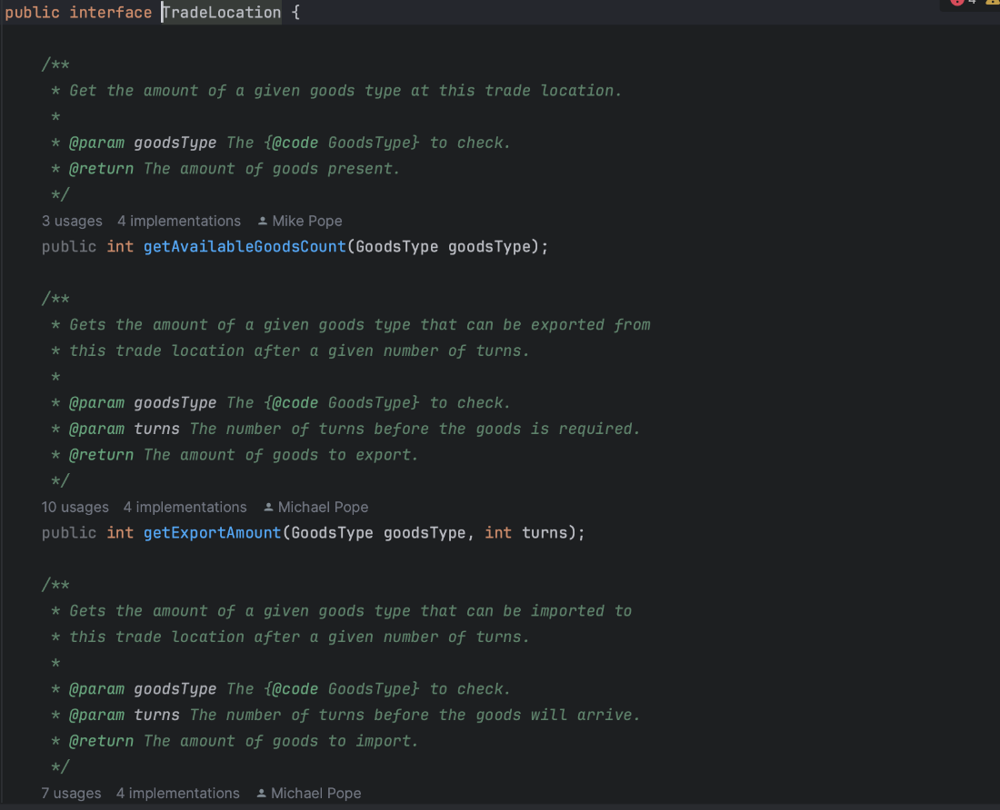 public interface TradeLocation {
/**
* Get the amount of a given goods type at this trade location.
*
* @param goodsType The {@code GoodsType} to check.
* @return The amount of goods present.
*/
3 usages 4 implementations Mike Pope
public int getAvailableGoodsCount(GoodsType goodsType);
/**
* Gets the amount of a given goods type that can be exported from
* this trade location after a given number of turns.
*
* @param goodsType The {@code GoodsType} to check.
* @param turns The number of turns before the goods is required.
* @return The amount of goods to export.
*/
10 usages 4 implementations Michael Pope
public int getExportAmount(GoodsType goodsType, int turns);
/**
* Gets the amount of a given goods type that can be imported to
* this trade location after a given number of turns.
*
* @param goodsType The {@code GoodsType} to check.
* @param turns The number of turns before the goods will arrive.
* @return The amount of goods to import.
*/
7 usages 4 implementations Michael Pope